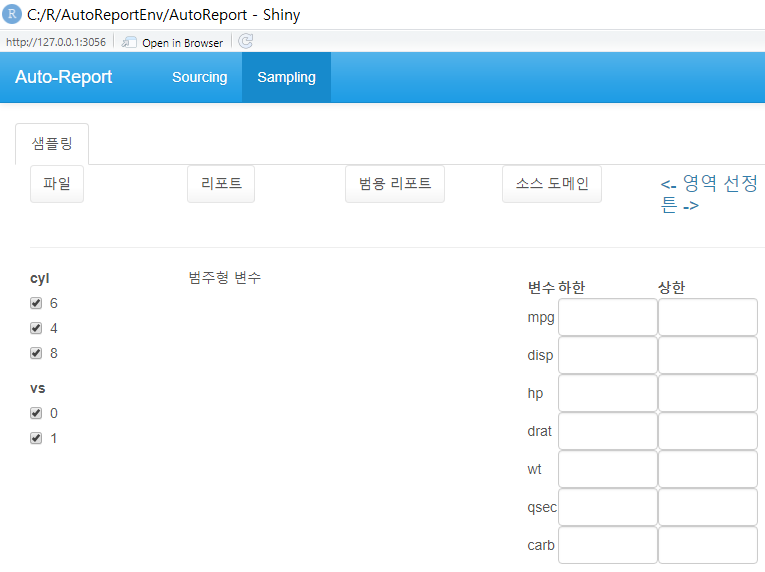 R C:/R/AutoReportEnv/AutoReport - Shiny
http://127.0.0.1:3056 Open in Browser
Auto-Report Sourcing Sampling
샘플링
파일 리포트 범용 리포트 소스 도메인 <- 영역 선정
튼 ->
cyl 범주형 변수 변수 하한 상한
6
mpg
4
8
disp
vs
hp
0
1
drat
wt
qsec
carb